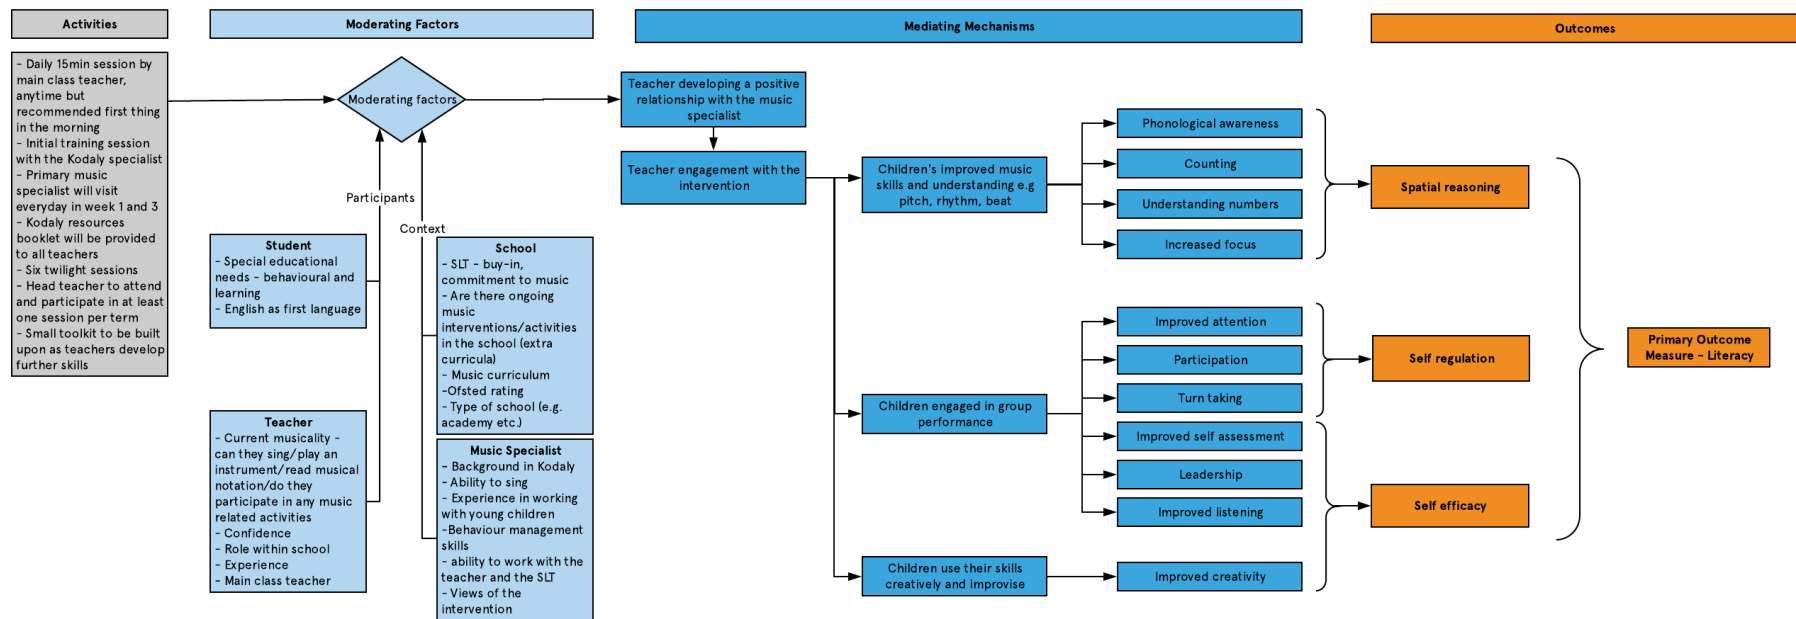 Activities
Moderating Factors
Mediating Mechanisms
Outcomes
- Daily 15min session by
main class teacher,
anytime but
recommended first thing
in the morning
- Initial training session
with the Kodaly specialist
- Primary music
specialist will visit
everyday in week 1 and 3
- Kodaly resources
booklet will be provided
to all teachers
- Six twilight sessions
- Head teacher to attend
and participate in at least
one session per term
- Small toolkit to be built
upon as teachers develop
further skills
Moderating factors
Participants
Context
Student
- Special educational
needs - behavioural and
learning
- English as first language
Teacher
- Current musicality -
can they sing/play an
instrument/read musical
notation/do they
participate in any music
related activities
- Confidence
- Role within school
- Experience
- Main class teacher
School
- SLT - buy-in,
commitment to music
- Are there ongoing
music
interventions/activities
in the school (extra
curricula)
- Music curriculum
-Ofsted rating
- Type of school (e.g.
academy etc.)
Music Specialist
- Background in Kodaly
- Ability to sing
- Experience in working
with young children
-Behaviour management
skills
- ability to work with the
teacher and the SLT
- Views of the
intervention
Teacher developing a positive
relationship with the music
specialist
Teacher engagement with the
intervention
Children's improved music
skills and understanding e.g
pitch, rhythm, beat
Children engaged in group
performance
Children use their skills
creatively and improvise
Phonological awareness
Counting
Understanding numbers
Increased focus
Improved attention
Participation
Turn taking
Improved self assessment
Leadership
Improved listening
Improved creativity
Spatial reasoning
Self regulation
Self efficacy
Primary Outcome
Measure - Literacy